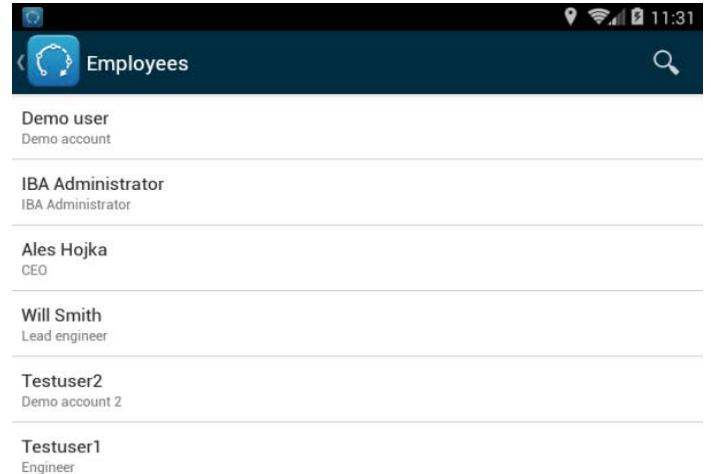 11:31
Employees
Demo user
Demo account
IBA Administrator
IBA Administrator
Ales Hojka
CEO
Will Smith
Lead engineer
Testuser2
Demo account 2
Testuser1
Engineer